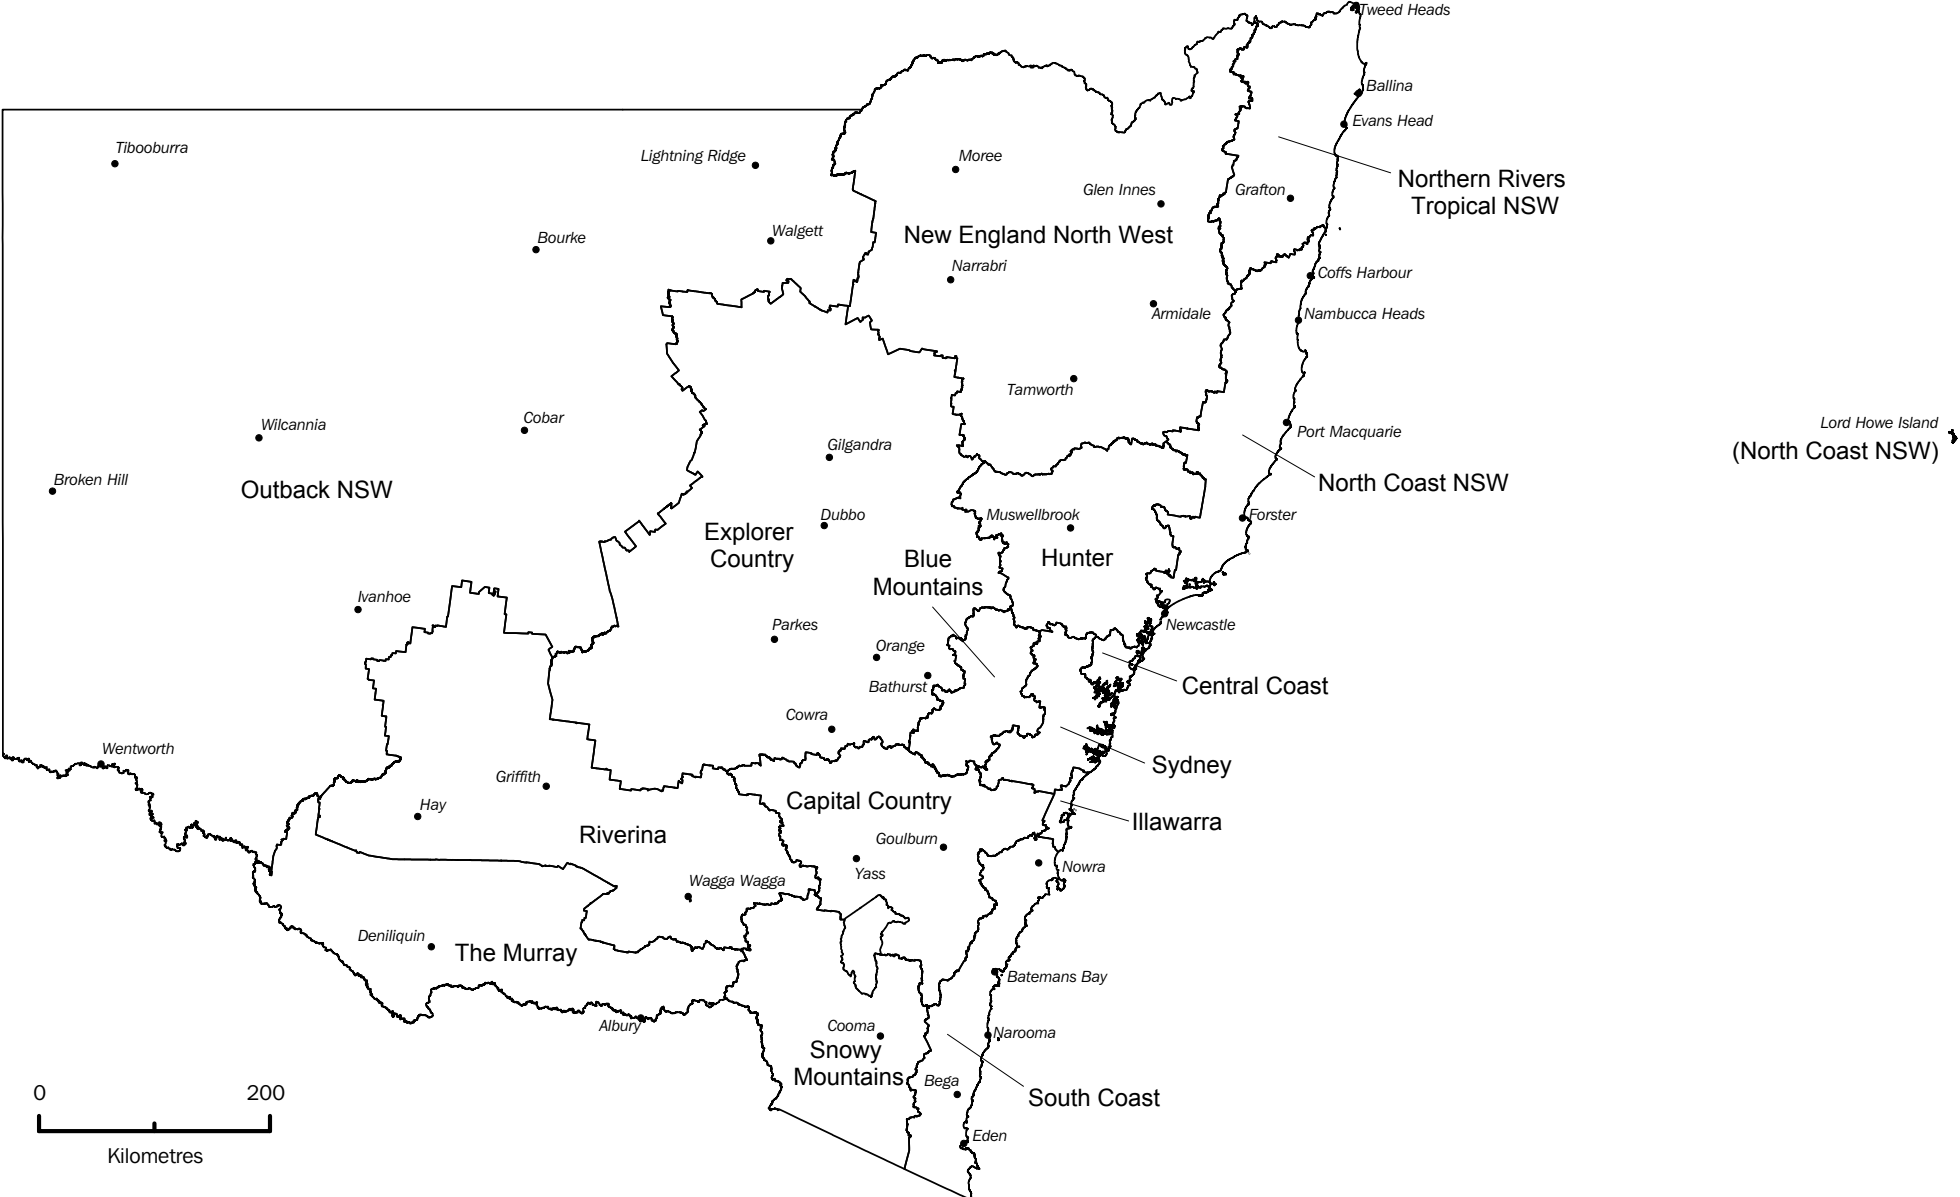 Tweed Heads
Ballina
Evans Head
Tibooburra
Lightning Ridge
Moree
Glen Innes
Grafton
Northern Rivers
Tropical NSW
Bourke
Walgett
New England North West
Narrabri
Coffs Harbour
Armidale
Nambucca Heads
Tamworth
Wilcannia
Cobar
Gilgandra
Port Macquarie
Lord Howe Island
(North Coast NSW)
Broken Hill
Outback NSW
North Coast NSW
Dubbo
Muswellbrook
Forster
Explorer
Country
Blue
Mountains
Hunter
Ivanhoe
Parkes
Newcastle
Orange
Bathurst
Central Coast
Cowra
Wentworth
Sydney
Griffith
Hay
Capital Country
Illawarra
Riverina
Goulburn
Yass
Nowra
Wagga Wagga
Deniliquin
The Murray
Batemans Bay
Albury
Cooma
Narooma
Snowy
Mountains
Bega
South Coast
0 200
Kilometres
Eden